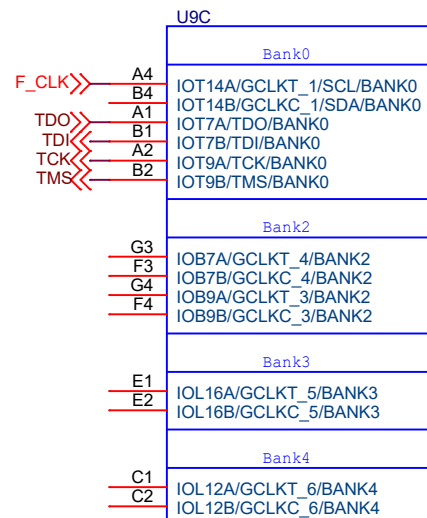 U9C
Bank0
F_CLK A4 IOT14A/GCLKT_1/SCL/BANK0
B4 IOT14B/GCLKC_1/SDA/BANK0
TDO A1 IOT7A/TDO/BANK0
TDI B1 IOT7B/TDI/BANK0
TCK A2 IOT9A/TCK/BANK0
TMS B2 IOT9B/TMS/BANK0
Bank2
G3 IOB7A/GCLKT_4/BANK2
F3 IOB7B/GCLKC_4/BANK2
G4 IOB9A/GCLKT_3/BANK2
F4 IOB9B/GCLKC_3/BANK2
Bank3
E1 IOL16A/GCLKT_5/BANK3
E2 IOL16B/GCLKC_5/BANK3
Bank4
C1 IOL12A/GCLKT_6/BANK4
C2 IOL12B/GCLKC_6/BANK4